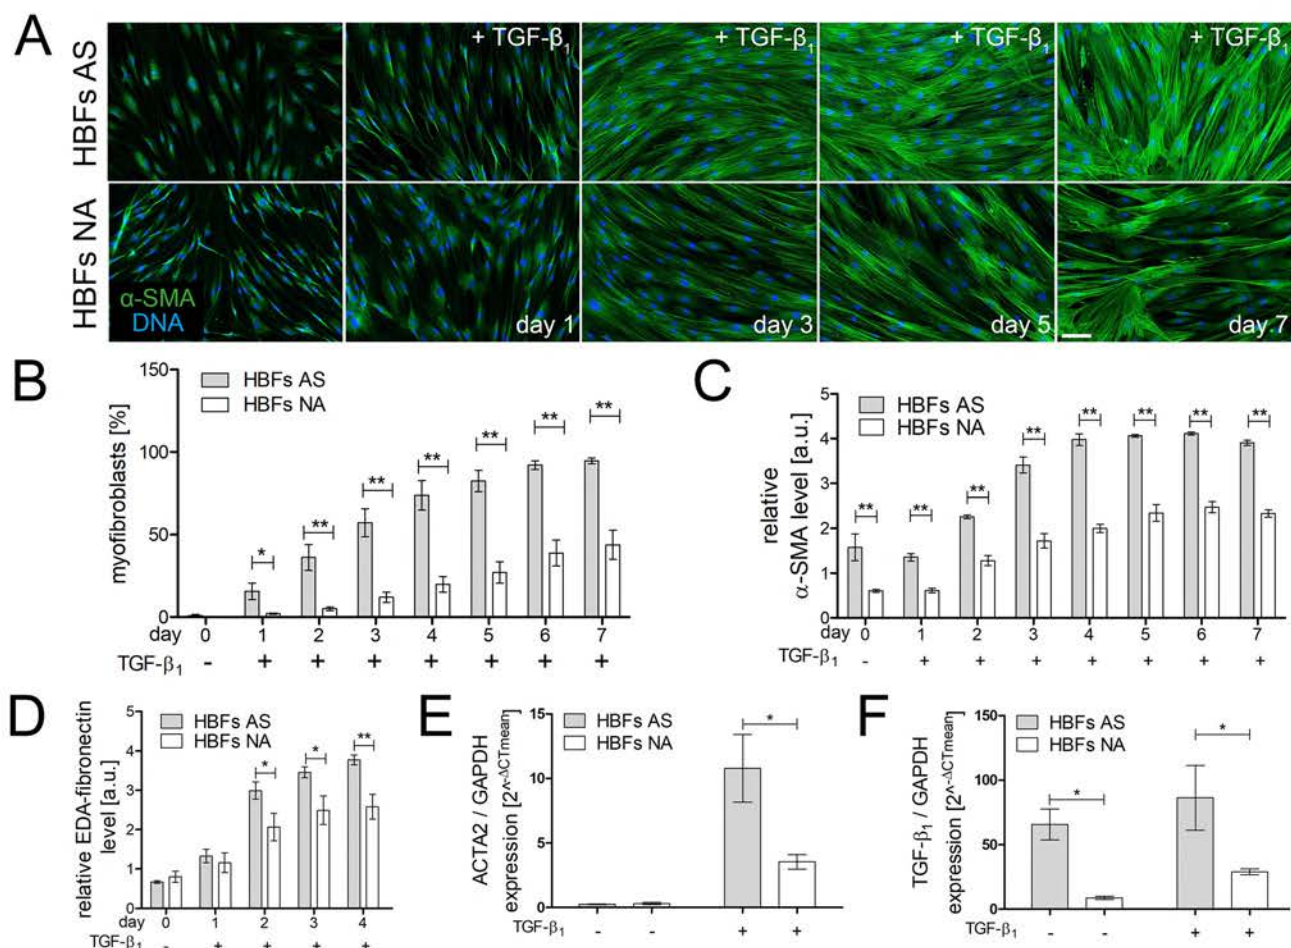 A
HBFs AS
+ TGF-β₁
+ TGF-β₁
+ TGF-β₁
+ TGF-β₁
HBFs NA
α-SMA
DNA
day 1
day 3
day 5
day 7
B
HBFs AS
HBFs NA
myofibroblasts [%]
150
100
50
0
* ** ** ** ** ** **
day 0 1 2 3 4 5 6 7
TGF-β₁ - + + + + + + +
C
HBFs AS
HBFs NA
relative
α-SMA level [a.u.]
5
4
3
2
1
0
** ** ** ** ** ** ** **
day 0 1 2 3 4 5 6 7
TGF-β₁ - + + + + + + +
D
HBFs AS
HBFs NA
relative EDA-fibronectin
level [a.u.]
5
4
3
2
1
0
* * **
day 0 1 2 3 4
TGF-β₁ - + + + +
E
HBFs AS
HBFs NA
ACTA2 / GAPDH
expression [2^-ΔCTmean]
15
10
5
0
*
TGF-β₁ - - + +
F
HBFs AS
HBFs NA
TGF-β₁ / GAPDH
expression [2^-ΔCTmean]
150
100
50
0
* *
TGF-β₁ - - + +